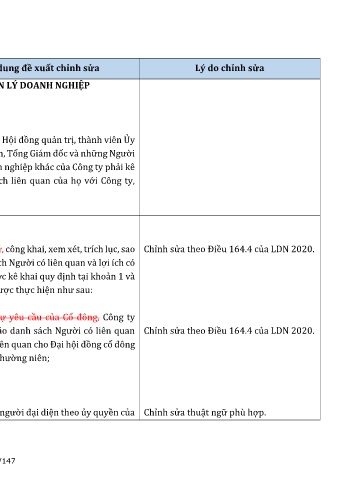 dung đề xuất chỉnh sửa Lý do chỉnh sửa
N LÝ DOANH NGHIỆP
Hội đồng quản trị, thành viên Ủy
n, Tổng Giám đốc và những Người
h nghiệp khác của Công ty phải kê
ch liên quan của họ với Công ty,
công khai, xem xét, trích lục, sao Chỉnh sửa theo Điều 164.4 của LDN 2020.
ch Người có liên quan và lợi ích có
ợc kê khai quy định tại khoản 1 và
ược thực hiện như sau:
ự yêu cầu của Cổ đông, Công ty
áo danh sách Người có liên quan Chỉnh sửa theo Điều 164.4 của LDN 2020.
ên quan cho Đại hội đồng cổ đông
hường niên;
người đại diện theo ủy quyền của Chỉnh sửa thuật ngữ phù hợp.
/147